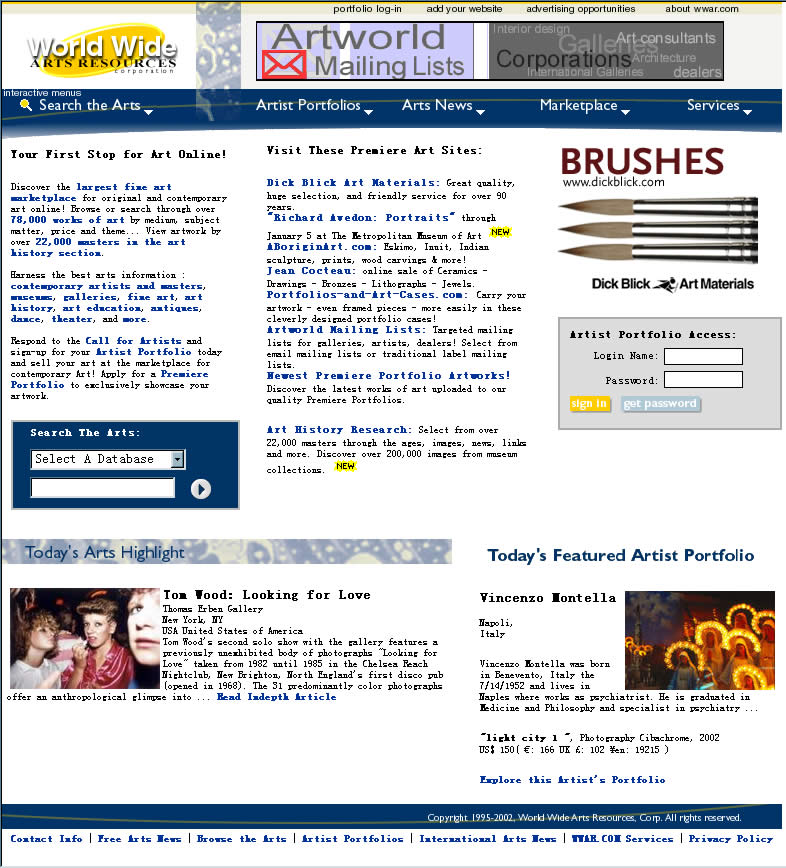 portfolio log-in add your website advertising opportunities about wwar.com
World Wide
ARTS RESOURCES
corporation
Artworld
Mailing Lists
Interior design
Galleries
Art consultants
Corporations
Architecture
International Galleries
dealers
interactive menus
Search the Arts Artist Portfolios Arts News Marketplace Services
Your First Stop for Art Online!
Discover the largest fine art
marketplace for original and contemporary
art online! Browse or search through over
78,000 works of art by medium, subject
matter, price and theme... View artwork by
over 22,000 masters in the art
history section.
Harness the best arts information :
contemporary artists and masters,
museums, galleries, fine art, art
history, art education, antiques,
dance, theater, and more.
Respond to the Call for Artists and
sign-up for your Artist Portfolio today
and sell your art at the marketplace for
contemporary Art! Apply for a Premiere
Portfolio to exclusively showcase your
artwork.
Search The Arts:
Select A Database
Visit These Premiere Art Sites:
Dick Blick Art Materials: Great quality,
huge selection, and friendly service for over 90
years.
"Richard Avedon: Portraits" through
January 5 at The Metropolitan Museum of Art NEW
ABoriginArt.com: Eskimo, Inuit, Indian
sculpture, prints, wood carvings & more!
Jean Cocteau: online sale of Ceramics -
Drawings - Bronzes - Lithographs - Jewels.
Portfolios-and-Art-Cases.com: Carry your
artwork - even framed pieces - more easily in these
cleverly designed portfolio cases!
Artworld Mailing Lists: Targeted mailing
lists for galleries, artists, dealers! Select from
email mailing lists or traditional label mailing
lists.
Newest Premiere Portfolio Artworks!
Discover the latest works of art uploaded to our
quality Premiere Portfolios.
Art History Research: Select from over
22,000 masters through the ages, images, news, links
and more. Discover over 200,000 images from museum
collections. NEW
BRUSHES
www.dickblick.com
Dick Blick Art Materials
Artist Portfolio Access:
Login Name:
Password:
sign in get password
Today's Arts Highlight
Tom Wood: Looking for Love
Thomas Erben Gallery
New York, NY
USA United States of America
Tom Wood's second solo show with the gallery features a
previously unexhibited body of photographs "Looking for
Love" taken from 1982 until 1985 in the Chelsea Reach
Nightclub, New Brighton, North England's first disco pub
(opened in 1968). The 31 predominantly color photographs
offer an anthropological glimpse into ... Read Indepth Article
Today's Featured Artist Portfolio
Vincenzo Montella
Napoli,
Italy
Vincenzo Montella was born
in Benevento, Italy the
7/14/1952 and lives in
Naples where works as psychiatrist. He is graduated in
Medicine and Philosophy and specialist in psychiatry ...
"light city 1 ", Photography Cibachrome, 2002
US$ 150( €: 166 UK £: 102 ¥en: 19215 )
Explore this Artist's Portfolio
Copyright 1995-2002, World Wide Arts Resources, Corp. All rights reserved.
Contact Info | Free Arts News | Browse the Arts | Artist Portfolios | International Arts News | WWAR.COM Services | Privacy Policy